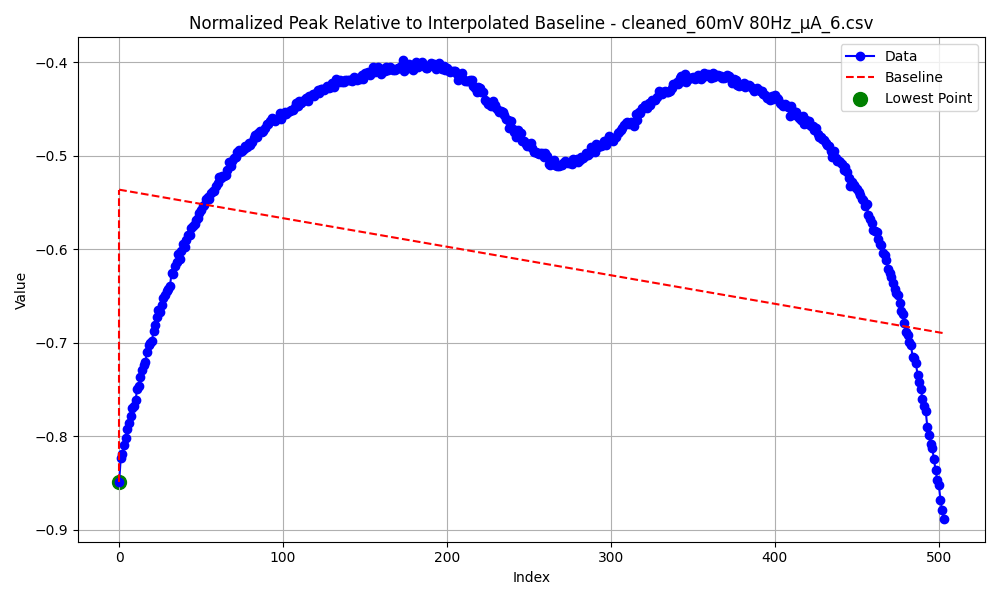 Normalized Peak Relative to Interpolated Baseline - cleaned_60mV 80Hz_μA_6.csv
Data
Baseline
Lowest Point
−0.4
−0.5
−0.6
−0.7
−0.8
−0.9
Value
0 100 200 300 400 500
Index